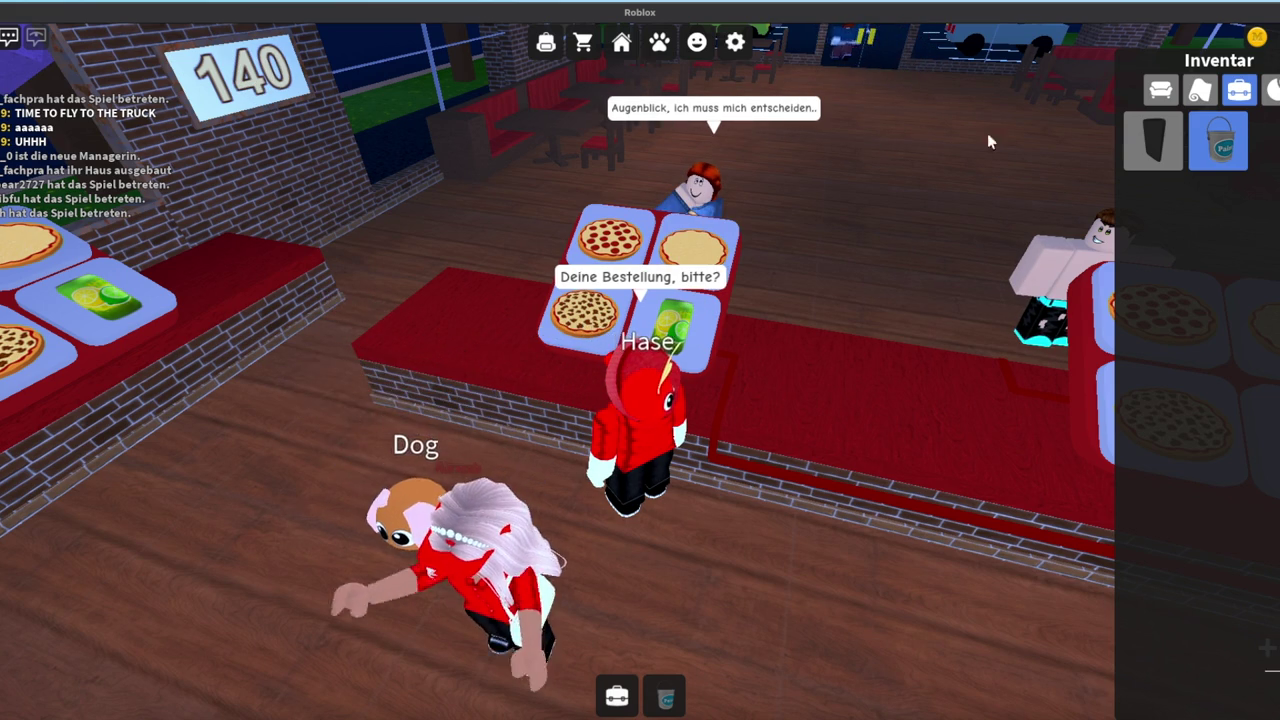 Roblox
140
_fachpra hat das Spiel betreten.
9: TIME TO FLY TO THE TRUCK
9: aaaaaa
9: UHHH
_0 ist die neue Managerin.
_fachpra hat ihr Haus ausgebaut
ear2727 hat das Spiel betreten.
ibfu hat das Spiel betreten.
h hat das Spiel betreten.
Augenblick, ich muss mich entscheiden..
Inventar
Deine Bestellung, bitte?
Hase
Dog